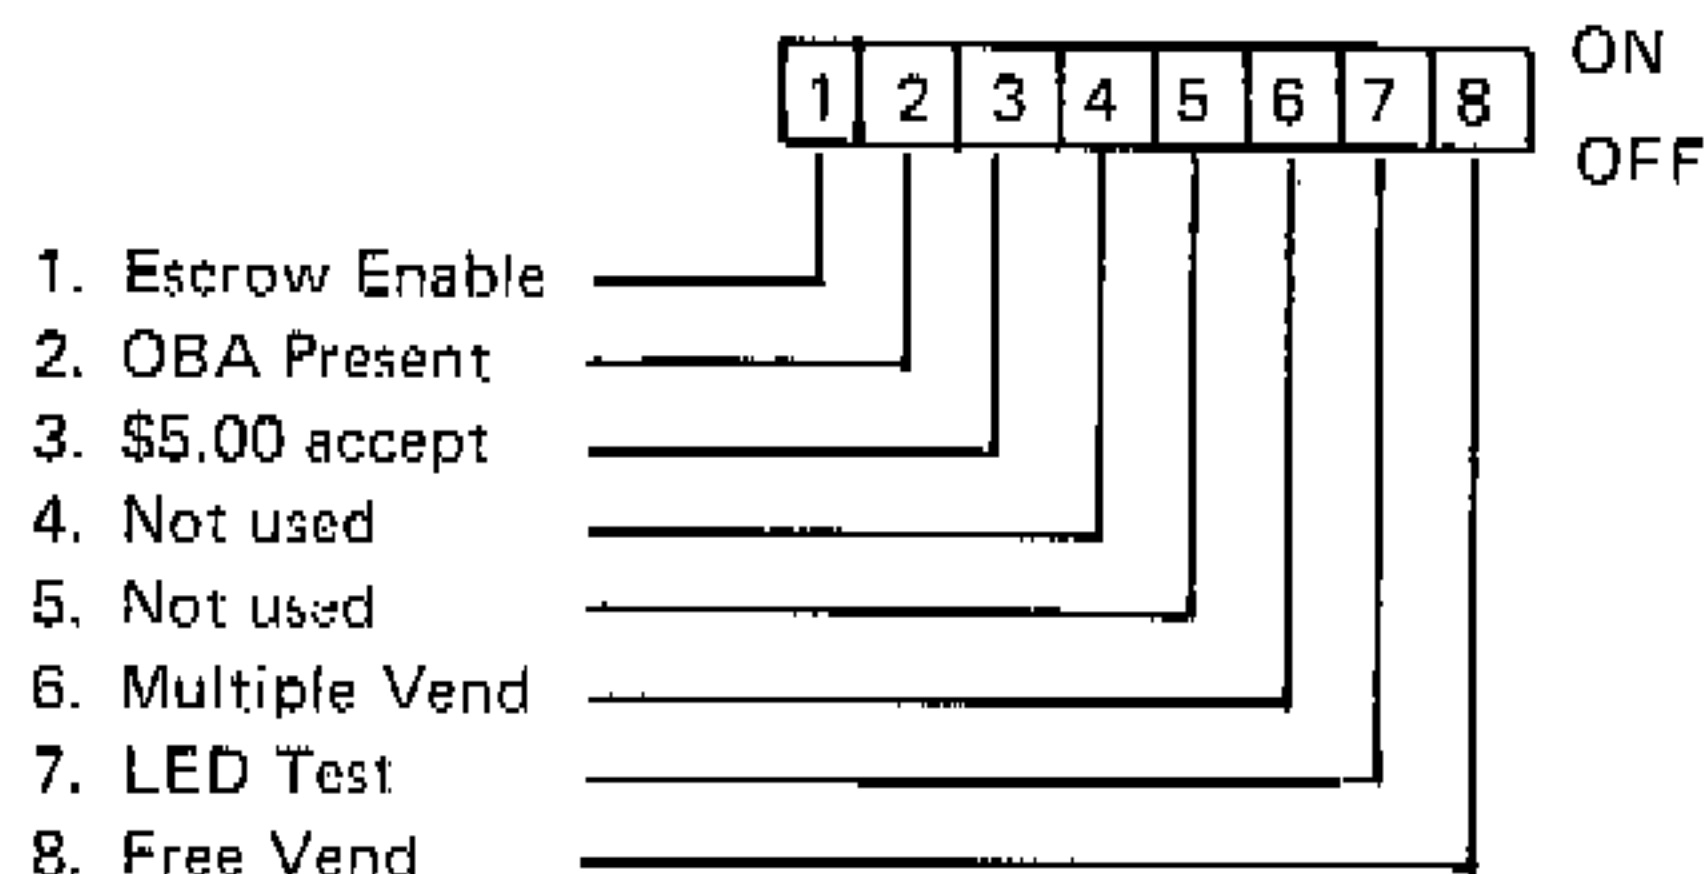 ON
1 2 3 4 5 6 7 8
OFF
1. Escrow Enable
2. OBA Present
3. $5.00 accept
4. Not used
5. Not used
6. Multiple Vend
7. LED Test
8. Free Vend